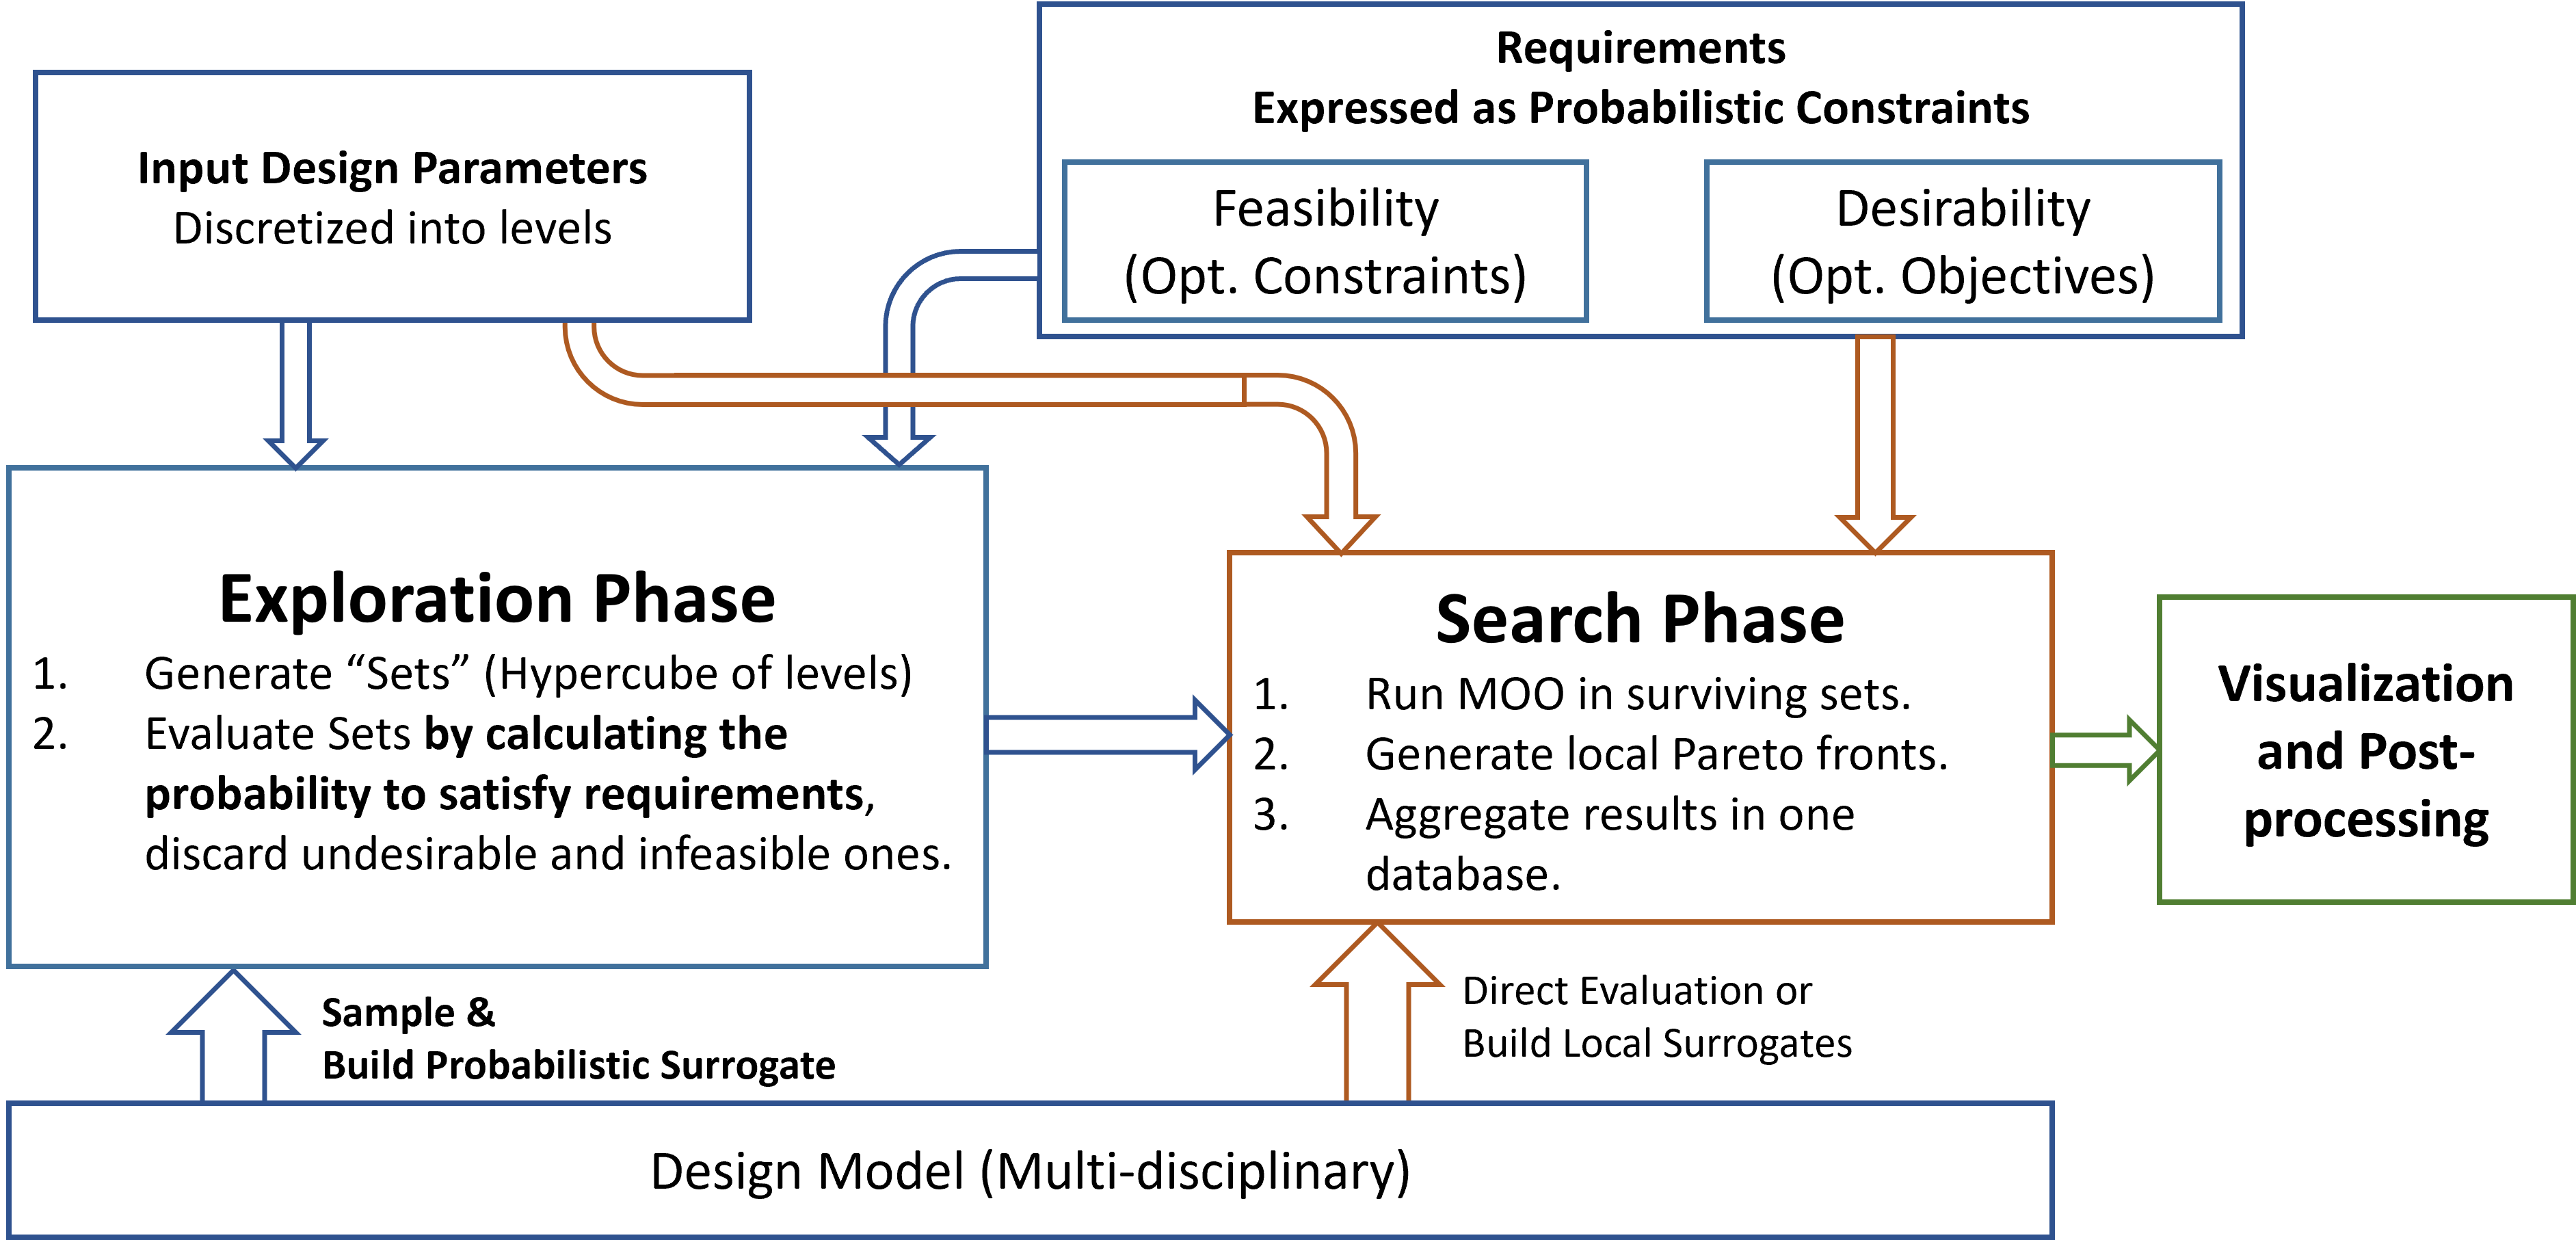 Requirements
Expressed as Probabilistic Constraints
Input Design Parameters
Discretized into levels
Feasibility
(Opt. Constraints)
Desirability
(Opt. Objectives)
Exploration Phase
1. Generate “Sets” (Hypercube of levels)
2. Evaluate Sets by calculating the
probability to satisfy requirements,
discard undesirable and infeasible ones.
Search Phase
1. Run MOO in surviving sets.
2. Generate local Pareto fronts.
3. Aggregate results in one
database.
Visualization
and Post-
processing
Sample &
Build Probabilistic Surrogate
Direct Evaluation or
Build Local Surrogates
Design Model (Multi-disciplinary)